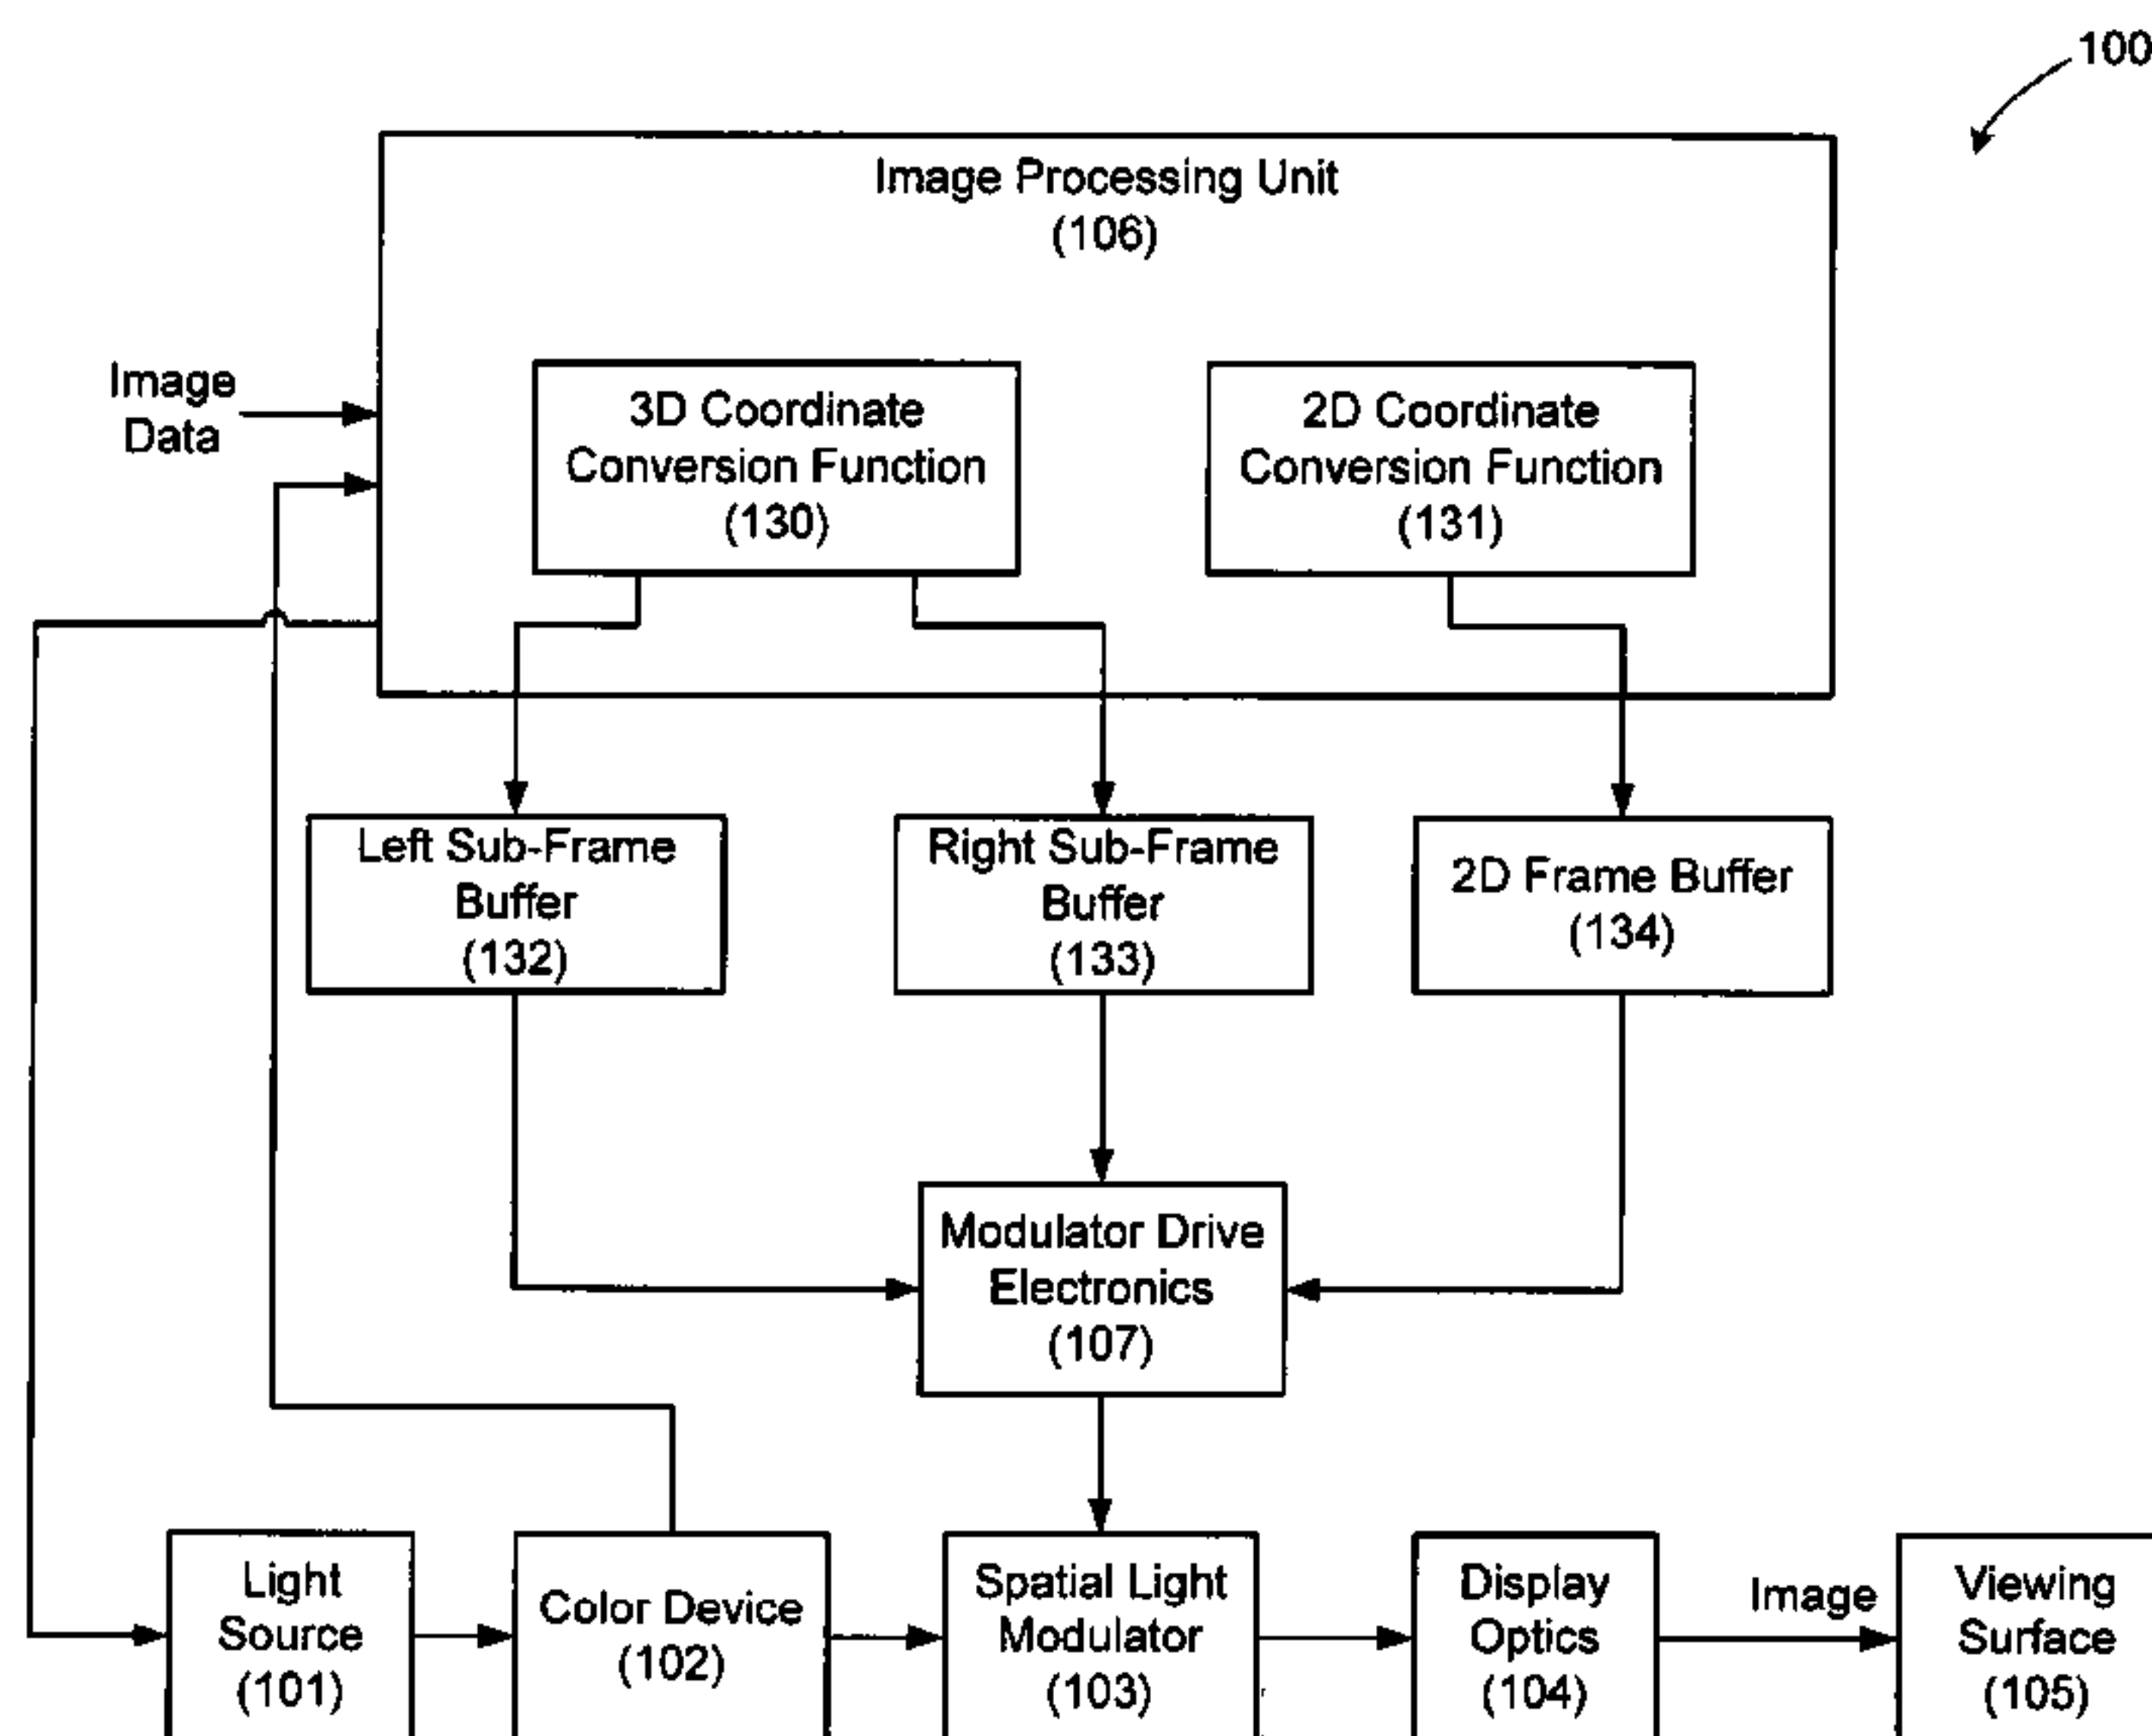 100
Image Processing Unit
(106)
Image
Data
3D Coordinate
Conversion Function
(130)
2D Coordinate
Conversion Function
(131)
Left Sub-Frame
Buffer
(132)
Right Sub-Frame
Buffer
(133)
2D Frame Buffer
(134)
Modulator Drive
Electronics
(107)
Light
Source
(101)
Color Device
(102)
Spatial Light
Modulator
(103)
Display
Optics
(104)
Image
Viewing
Surface
(105)